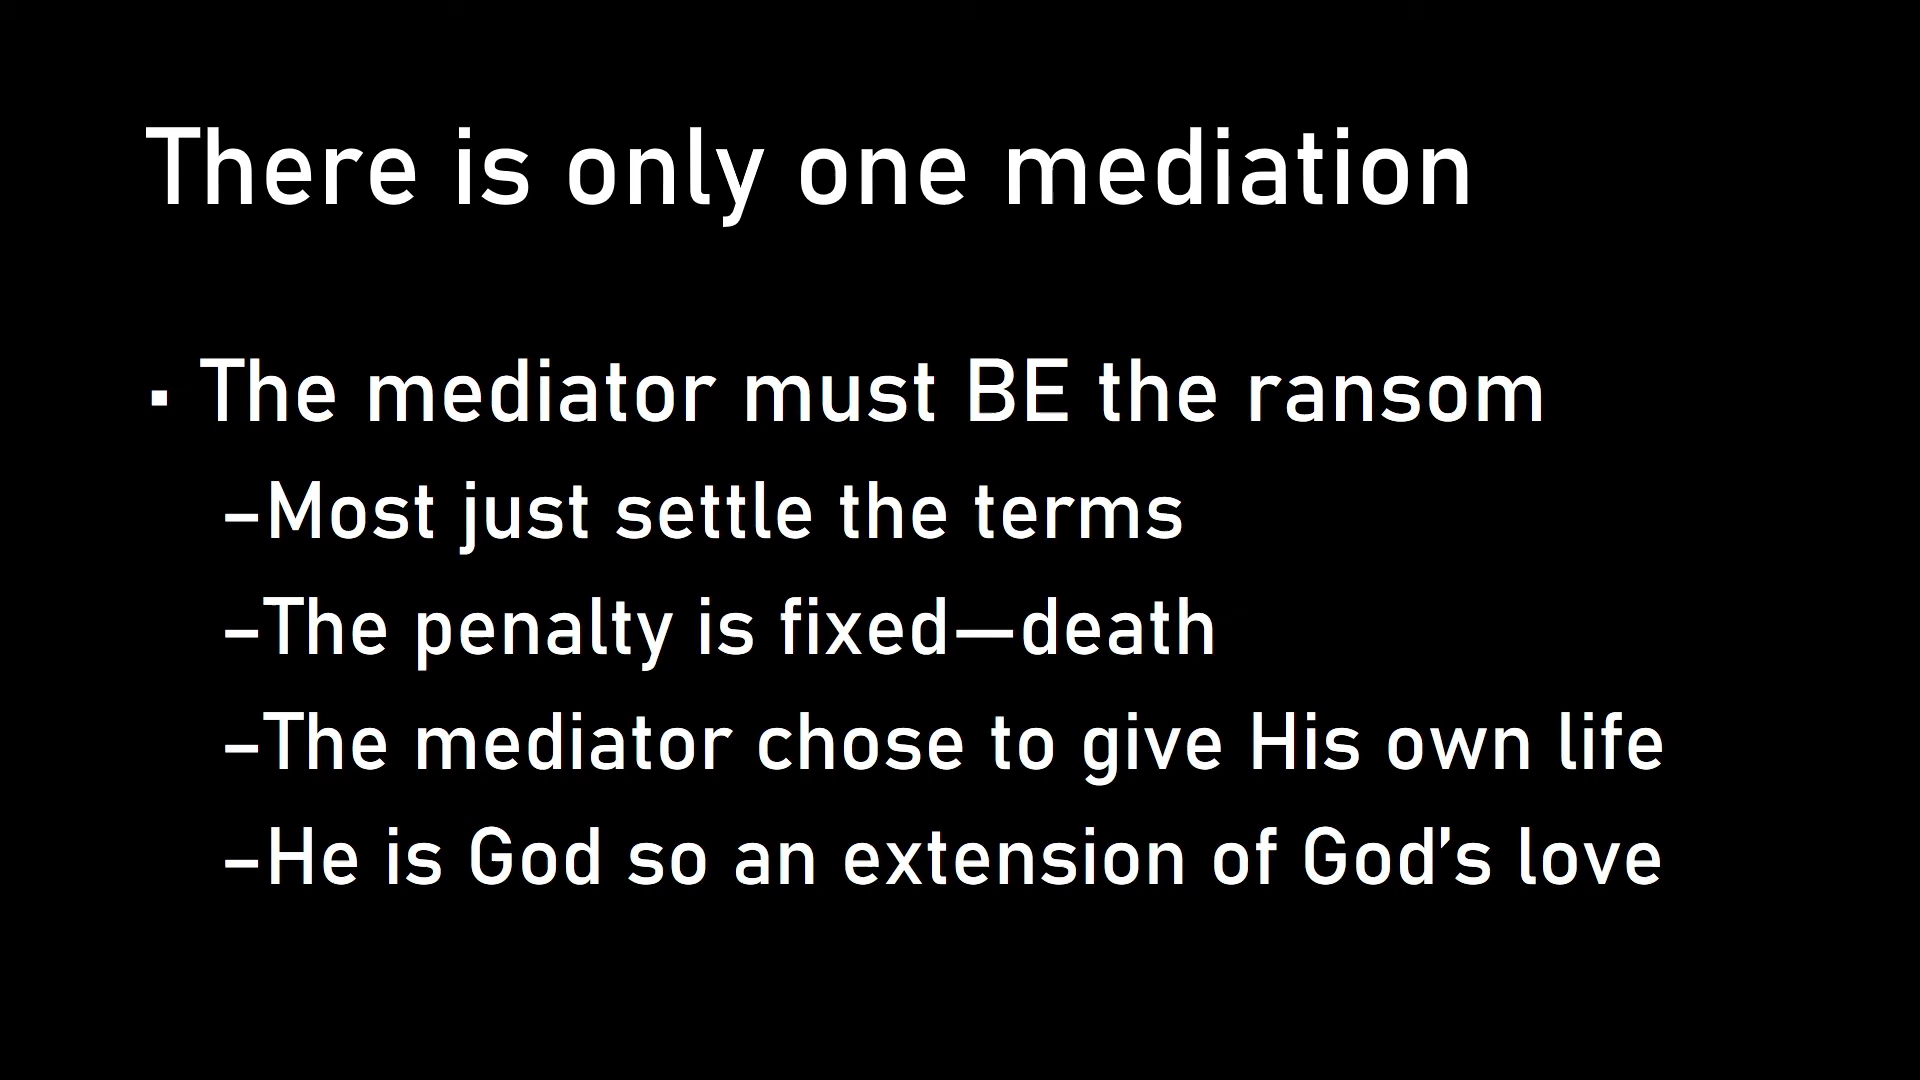 There is only one mediation
▪ The mediator must BE the ransom
–Most just settle the terms
–The penalty is fixed—death
–The mediator chose to give His own life
–He is God so an extension of God’s love